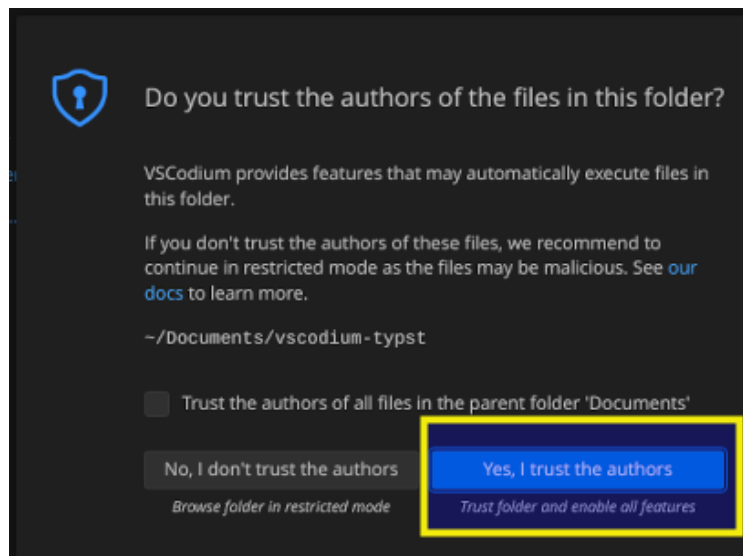 Do you trust the authors of the files in this folder?
VSCodium provides features that may automatically execute files in
this folder.
If you don't trust the authors of these files, we recommend to
continue in restricted mode as the files may be malicious. See our
docs to learn more.
~/Documents/vscodium-typst
Trust the authors of all files in the parent folder 'Documents'
No, I don't trust the authors
Yes, I trust the authors
Browse folder in restricted mode
Trust folder and enable all features